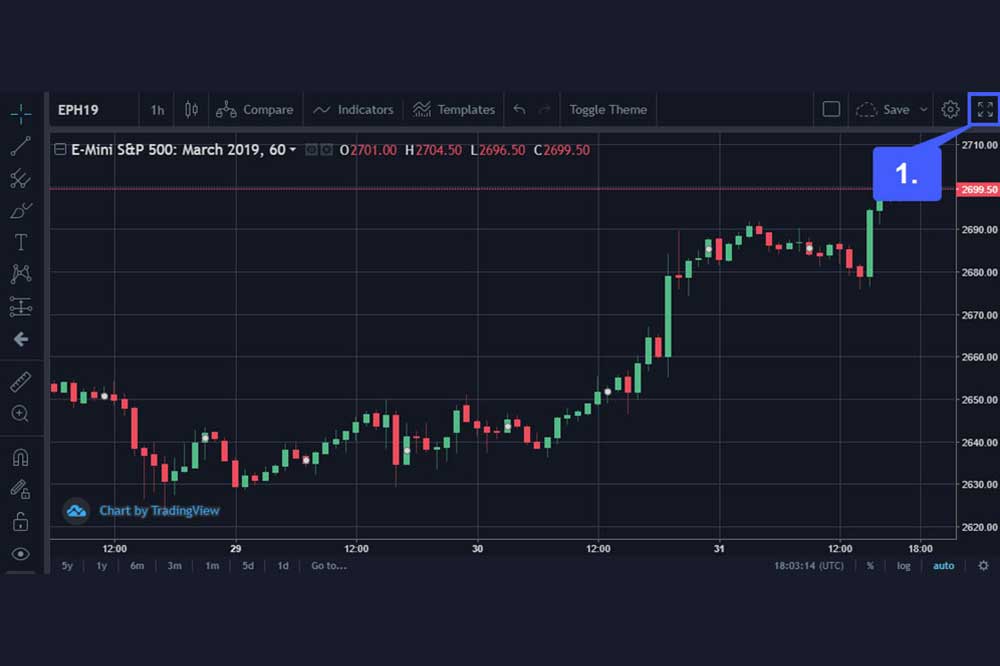 EPH19 1h Compare Indicators Templates Toggle Theme Save
E-Mini S&P 500: March 2019, 60 O2701.00 H2704.50 L2696.50 C2699.50
1.
2710.00
2699.50
2690.00
2680.00
2670.00
2660.00
2650.00
2640.00
2630.00
2620.00
Chart by TradingView
12:00 29 12:00 30 12:00 31 12:00 18:00
5y 1y 6m 3m 1m 5d 1d Go to... 18:03:14 (UTC) % log auto